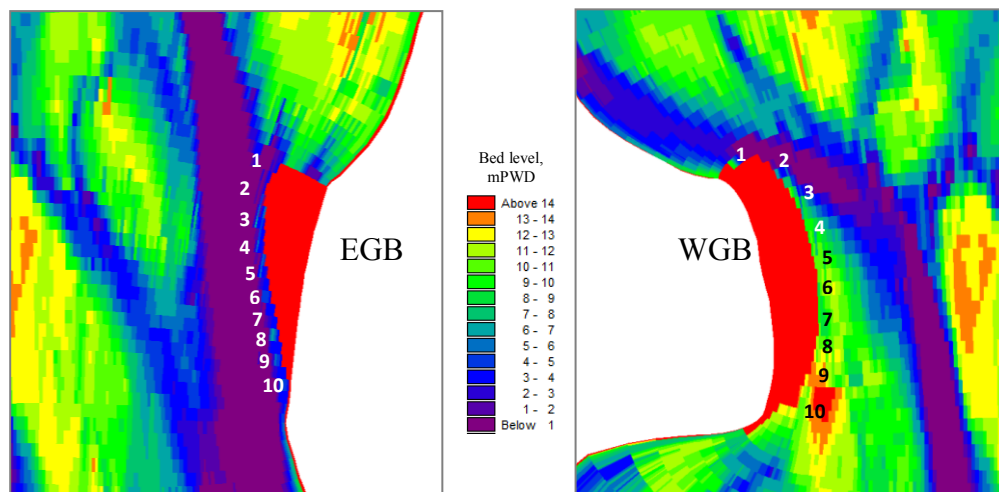 1
2
3
4
5
6
7
8
9
10
EGB
Bed level,
mPWD
Above 14
13 - 14
12 - 13
11 - 12
10 - 11
9 - 10
8 - 9
7 - 8
6 - 7
5 - 6
4 - 5
3 - 4
2 - 3
1 - 2
Below 1
1
2
3
4
5
6
7
8
9
10
WGB